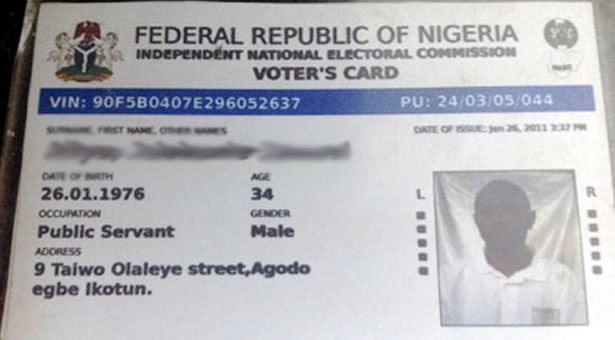 FEDERAL REPUBLIC OF NIGERIA
INDEPENDENT NATIONAL ELECTORAL COMMISSION
VOTER'S CARD
VIN: 90F5B0407E296052637 PU: 24/03/05/044
SURNAME, FIRST NAME, OTHER NAMES DATE OF ISSUE: Jan 26, 2011 3:37 PM
DATE OF BIRTH AGE
26.01.1976 34
OCCUPATION GENDER
Public Servant Male
L R
ADDRESS
9 Taiwo Olaleye street,Agodo
egbe Ikotun.